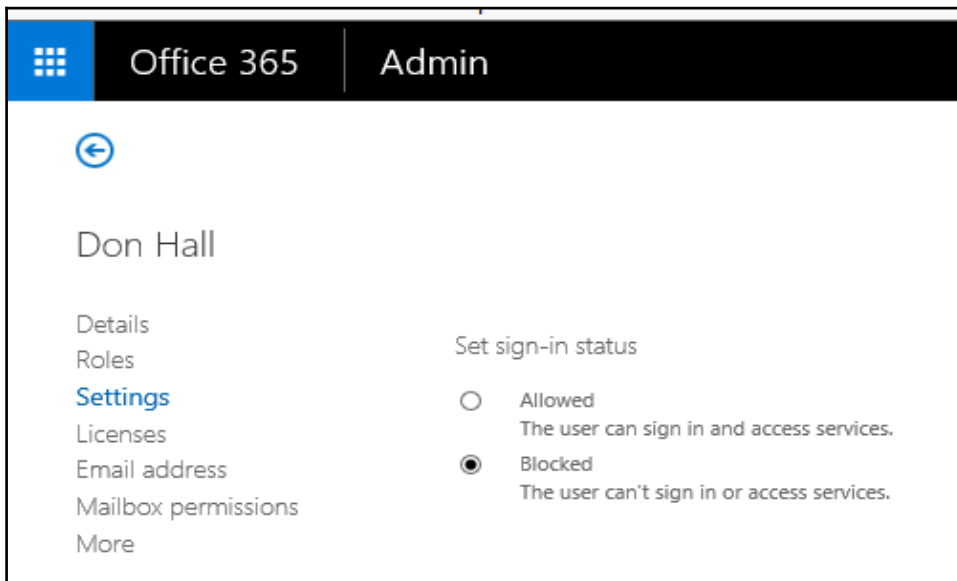 Office 365 Admin
Don Hall
Details
Roles
Settings
Licenses
Email address
Mailbox permissions
More
Set sign-in status
Allowed
The user can sign in and access services.
Blocked
The user can't sign in or access services.